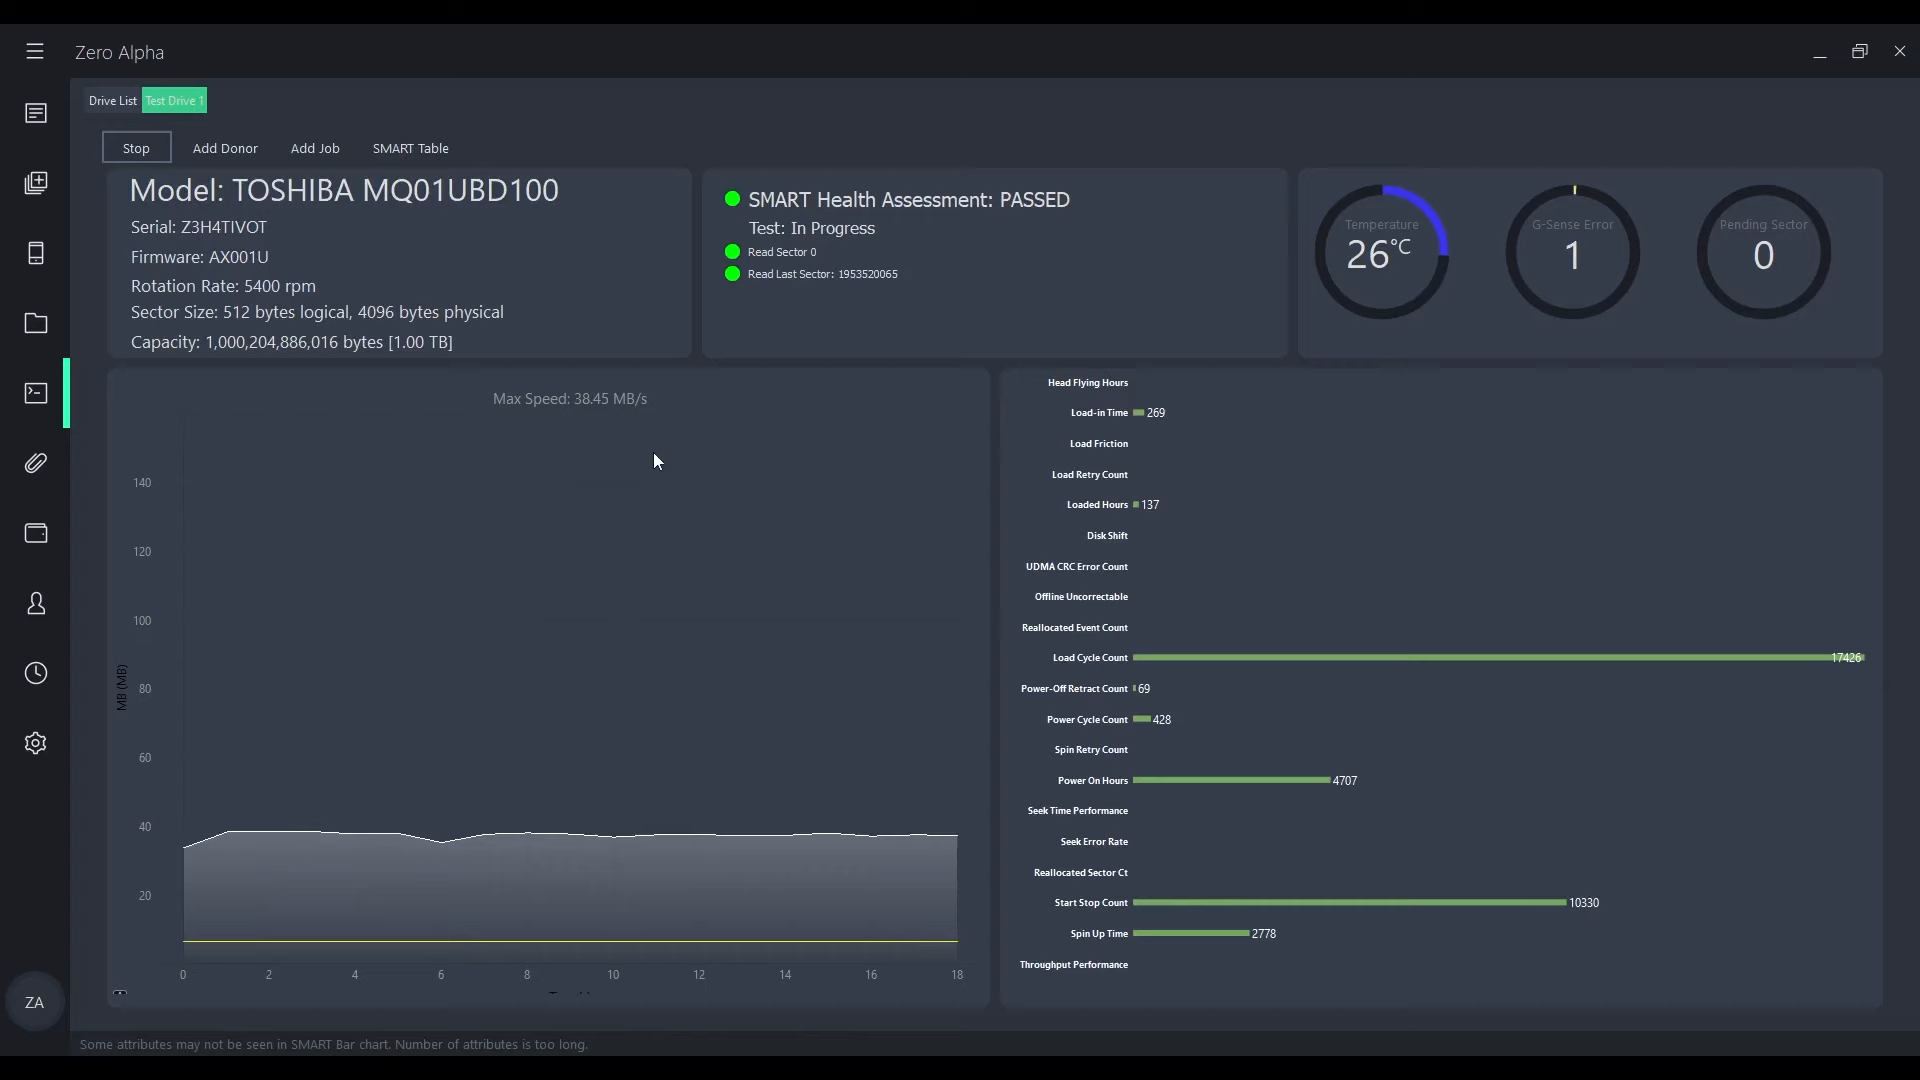 Zero Alpha
Drive List Test Drive 1
Stop Add Donor Add Job SMART Table
Model: TOSHIBA MQ01UBD100
Serial: Z3H4TIVOT
Firmware: AX001U
Rotation Rate: 5400 rpm
Sector Size: 512 bytes logical, 4096 bytes physical
Capacity: 1,000,204,886,016 bytes [1.00 TB]
SMART Health Assessment: PASSED
Test: In Progress
Read Sector 0
Read Last Sector: 1953520065
Temperature
26°C
G-Sense Error
1
Pending Sector
0
Max Speed: 38.45 MB/s
140
120
100
80
60
40
20
MB (MB)
0 2 4 6 8 10 12 14 16 18
Head Flying Hours
Load-in Time 269
Load Friction
Load Retry Count
Loaded Hours 137
Disk Shift
UDMA CRC Error Count
Offline Uncorrectable
Reallocated Event Count
Load Cycle Count 17426
Power-Off Retract Count 69
Power Cycle Count 428
Spin Retry Count
Power On Hours 4707
Seek Time Performance
Seek Error Rate
Reallocated Sector Ct
Start Stop Count 10330
Spin Up Time 2778
Throughput Performance
ZA
Some attributes may not be seen in SMART Bar chart. Number of attributes is too long.